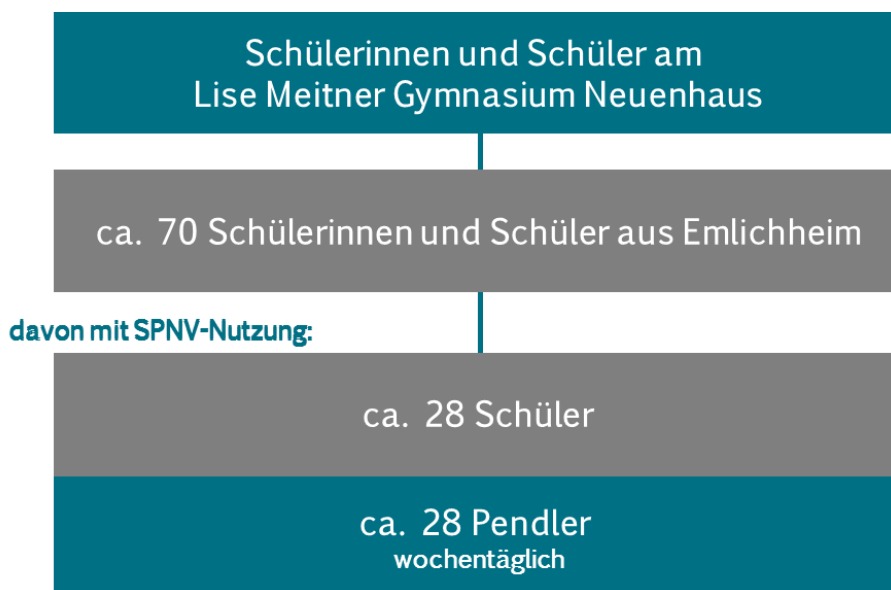 Schülerinnen und Schüler am
Lise Meitner Gymnasium Neuenhaus
ca. 70 Schülerinnen und Schüler aus Emlichheim
davon mit SPNV-Nutzung:
ca. 28 Schüler
ca. 28 Pendler
wochentäglich